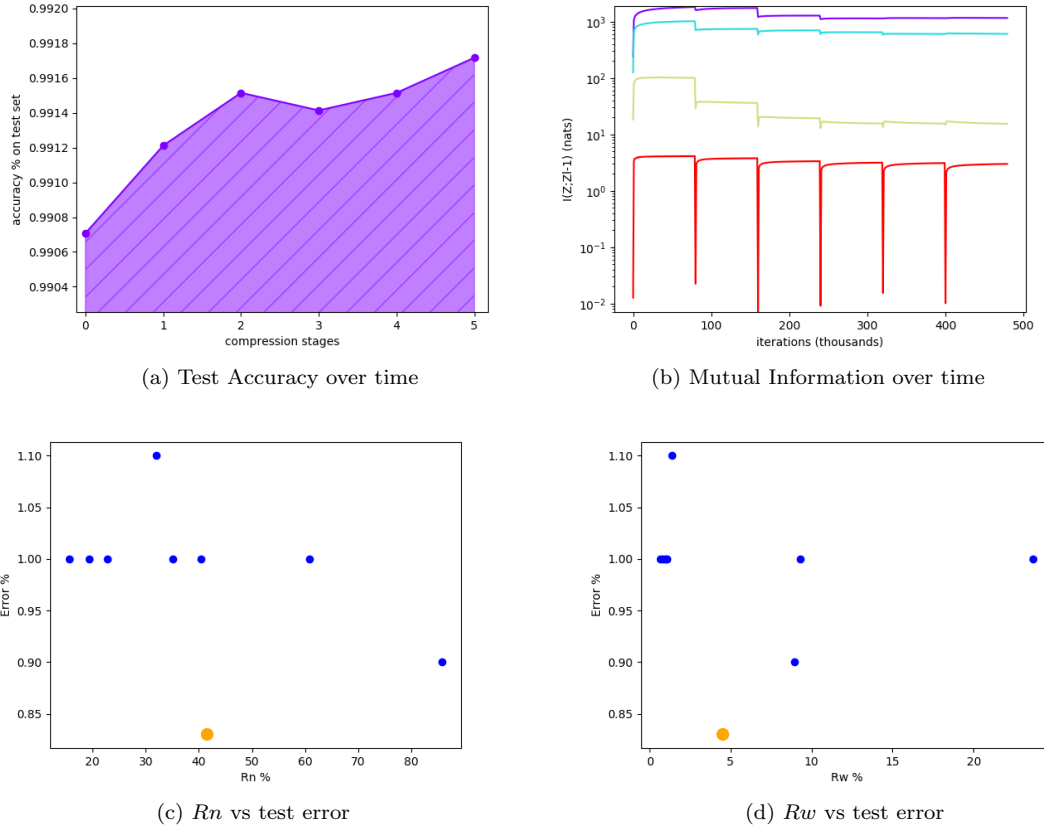 0.9920
0.9918
0.9916
0.9914
0.9912
0.9910
0.9908
0.9906
0.9904
accuracy % on test set
0 1 2 3 4 5
compression stages
(a) Test Accuracy over time
10³
10²
10¹
10⁰
10⁻¹
10⁻²
I(Z;Zl-1) (nats)
0 100 200 300 400 500
iterations (thousands)
(b) Mutual Information over time
1.10
1.05
1.00
0.95
0.90
0.85
Error %
20 30 40 50 60 70 80
Rn %
(c) Rn vs test error
1.10
1.05
1.00
0.95
0.90
0.85
Error %
0 5 10 15 20
Rw %
(d) Rw vs test error